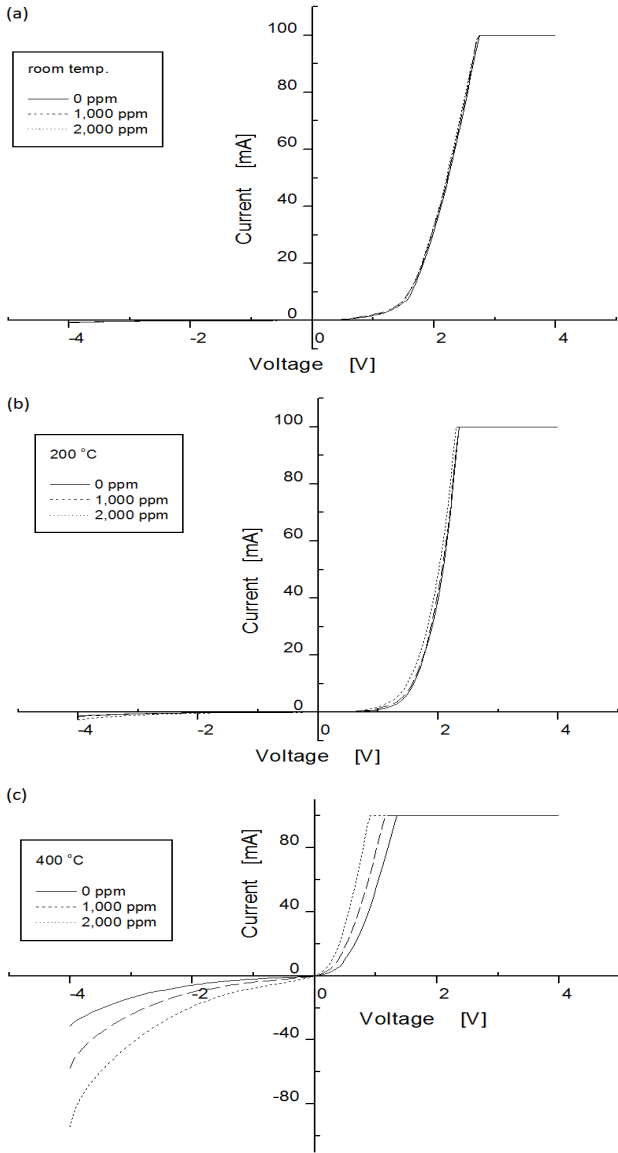 (a)
room temp.
0 ppm
1,000 ppm
2,000 ppm
Current [mA]
100
80
60
40
20
0
-4
-2
0
2
4
Voltage [V]
(b)
200 °C
0 ppm
1,000 ppm
2,000 ppm
Current [mA]
100
80
60
40
20
0
-4
-2
0
2
4
Voltage [V]
(c)
400 °C
0 ppm
1,000 ppm
2,000 ppm
Current [mA]
80
40
0
-4
-2
0
2
4
Voltage [V]
-40
-80